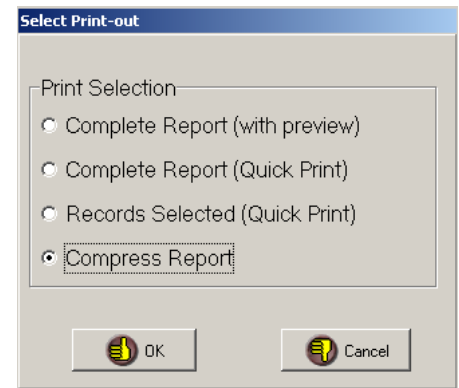 Select Print-out
Print Selection
Complete Report (with preview)
Complete Report (Quick Print)
Records Selected (Quick Print)
Compress Report
OK
Cancel